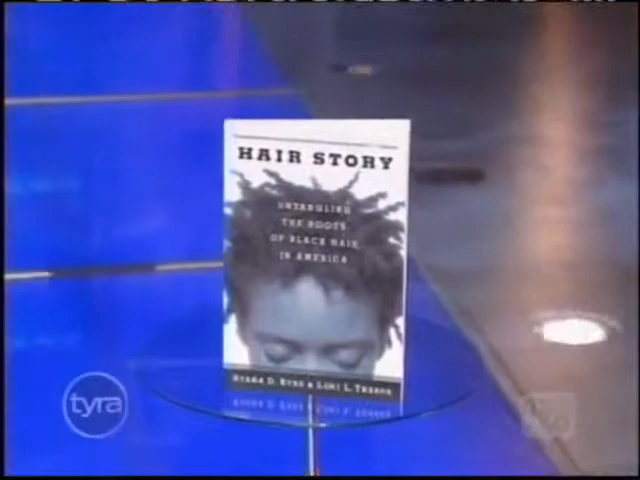 HAIR STORY
UNTANGLING
THE ROOTS
OF BLACK HAIR
IN AMERICA
AYANA D. BYRD & LORI L. THARPS
tyra